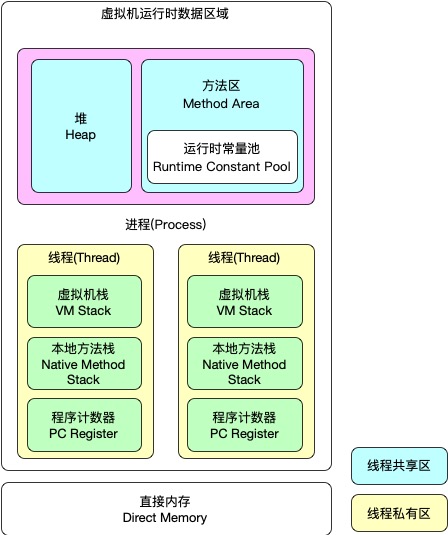 虚拟机运行时数据区域
堆
Heap
方法区
Method Area
运行时常量池
Runtime Constant Pool
进程(Process)
线程(Thread)
虚拟机栈
VM Stack
本地方法栈
Native Method
Stack
程序计数器
PC Register
线程(Thread)
虚拟机栈
VM Stack
本地方法栈
Native Method
Stack
程序计数器
PC Register
线程共享区
直接内存
Direct Memory
线程私有区